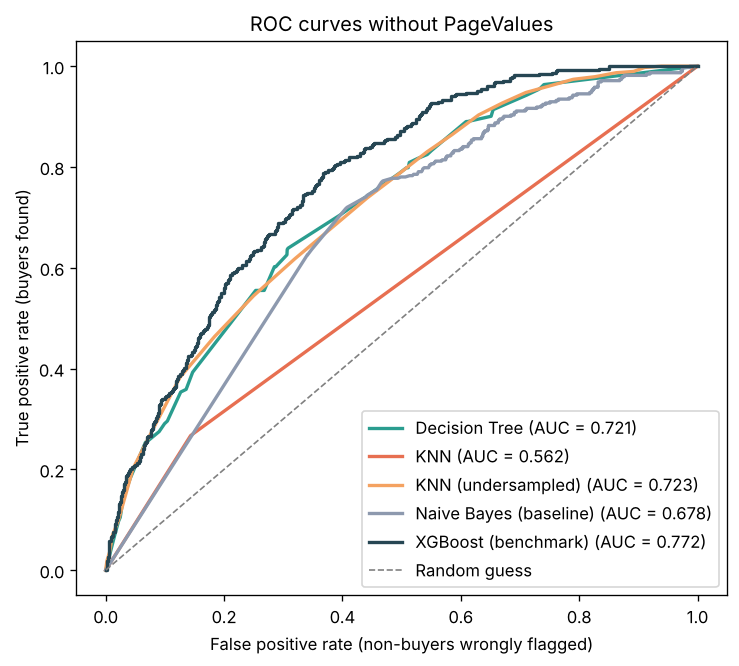 ROC curves without PageValues
True positive rate (buyers found)
1.0
0.8
0.6
0.4
0.2
0.0
Decision Tree (AUC = 0.721)
KNN (AUC = 0.562)
KNN (undersampled) (AUC = 0.723)
Naive Bayes (baseline) (AUC = 0.678)
XGBoost (benchmark) (AUC = 0.772)
Random guess
0.0 0.2 0.4 0.6 0.8 1.0
False positive rate (non-buyers wrongly flagged)